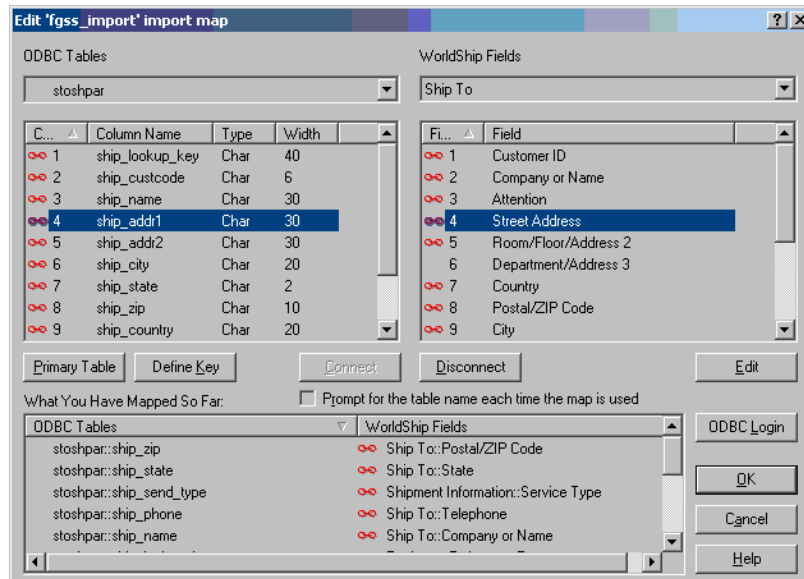 Edit 'fgss_import' import map
ODBC Tables
WorldShip Fields
stoshpar
Ship To
C... Column Name Type Width
Fi... Field
1 ship_lookup_key Char 40
1 Customer ID
2 ship_custcode Char 6
2 Company or Name
3 ship_name Char 30
3 Attention
4 ship_addr1 Char 30
4 Street Address
5 ship_addr2 Char 30
5 Room/Floor/Address 2
6 ship_city Char 20
6 Department/Address 3
7 ship_state Char 2
7 Country
8 ship_zip Char 10
8 Postal/ZIP Code
9 ship_country Char 20
9 City
Primary Table Define Key Connect Disconnect Edit
What You Have Mapped So Far:
Prompt for the table name each time the map is used
ODBC Tables WorldShip Fields
ODBC Login
stoshpar::ship_zip Ship To::Postal/ZIP Code
stoshpar::ship_state Ship To::State
OK
stoshpar::ship_send_type Shipment Information::Service Type
stoshpar::ship_phone Ship To::Telephone
Cancel
stoshpar::ship_name Ship To::Company or Name
Help